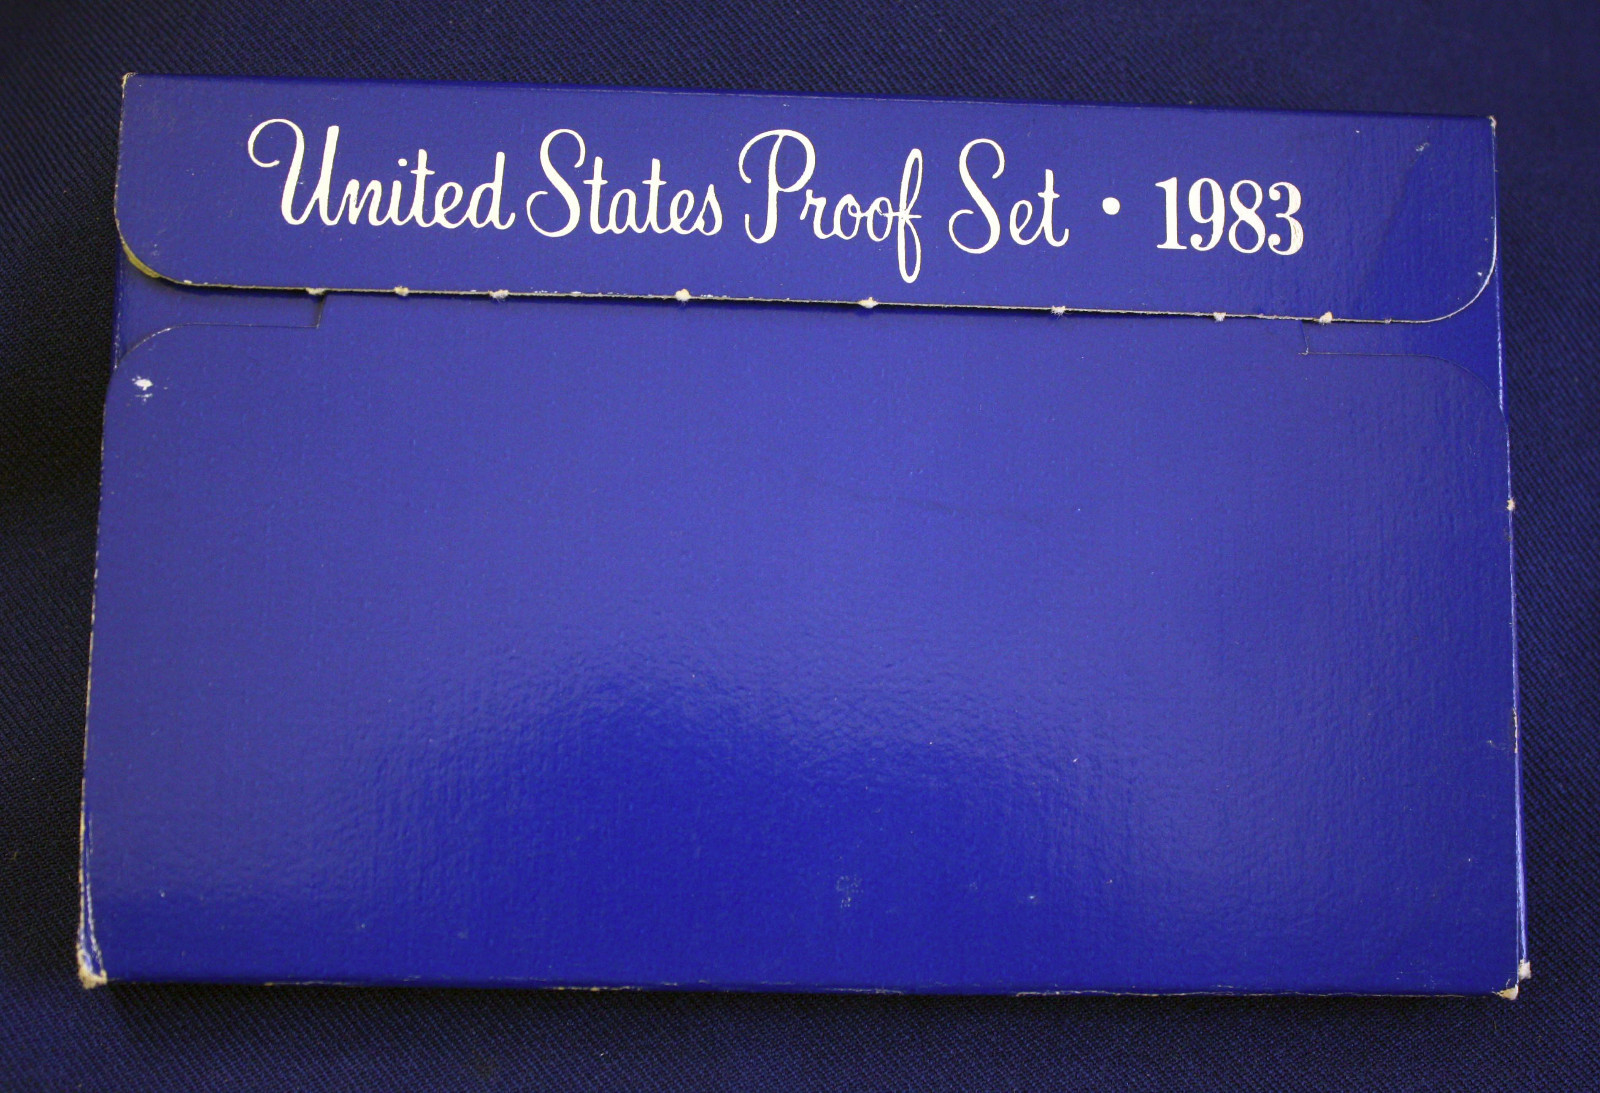 United States Proof Set • 1983